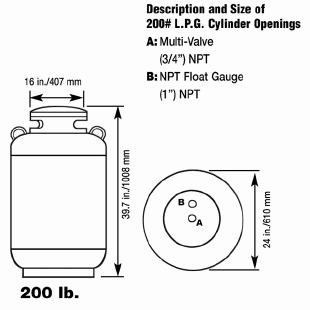 Description and Size of
200# L.P.G. Cylinder Openings
A: Multi-Valve
(3/4”) NPT
B: NPT Float Gauge
(1”) NPT
16 in./407 mm
39.7 in./1008 mm
24 in./610 mm
B
A
200 lb.